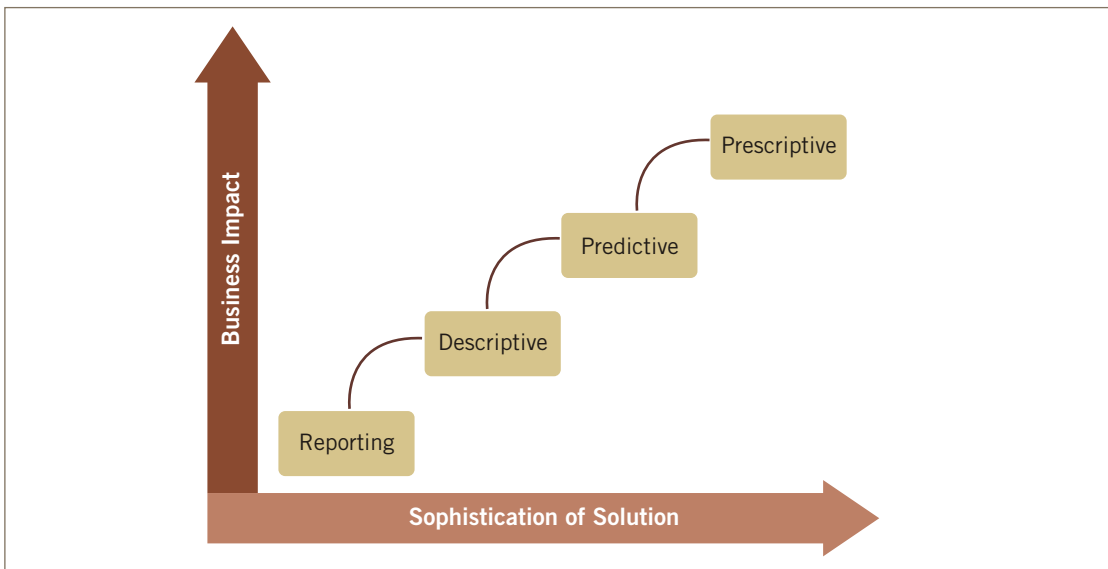 Prescriptive
Predictive
Descriptive
Reporting
Business Impact
Sophistication of Solution